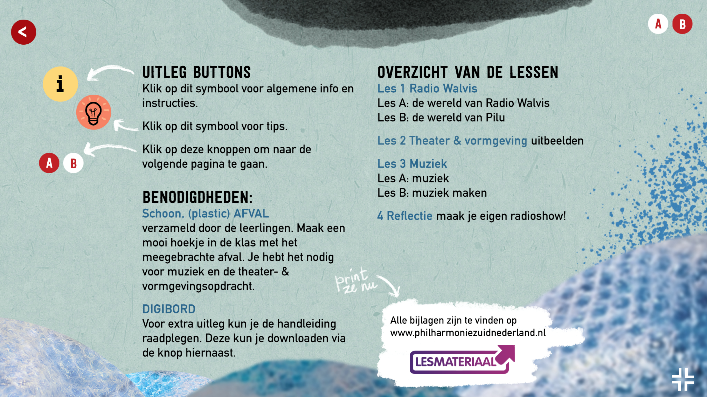 <
A B
UITLEG BUTTONS
i
Klik op dit symbool voor algemene info en
instructies.
Klik op dit symbool voor tips.
A B
Klik op deze knoppen om naar de
volgende pagina te gaan.
BENODIGDHEDEN:
Schoon, (plastic) AFVAL
verzameld door de leerlingen. Maak een
mooi hoekje in de klas met het
meegebrachte afval. Je hebt het nodig
voor muziek en de theater- &
vormgevingsopdracht.
DIGIBORD
Voor extra uitleg kun je de handleiding
raadplegen. Deze kun je downloaden via
de knop hiernaast.
OVERZICHT VAN DE LESSEN
Les 1 Radio Walvis
Les A: de wereld van Radio Walvis
Les B: de wereld van Pilu
Les 2 Theater & vormgeving uitbeelden
Les 3 Muziek
Les A: muziek
Les B: muziek maken
4 Reflectie maak je eigen radioshow!
print
ze nu
Alle bijlagen zijn te vinden op
www.philharmoniezuidnederland.nl
LESMATERIAAL